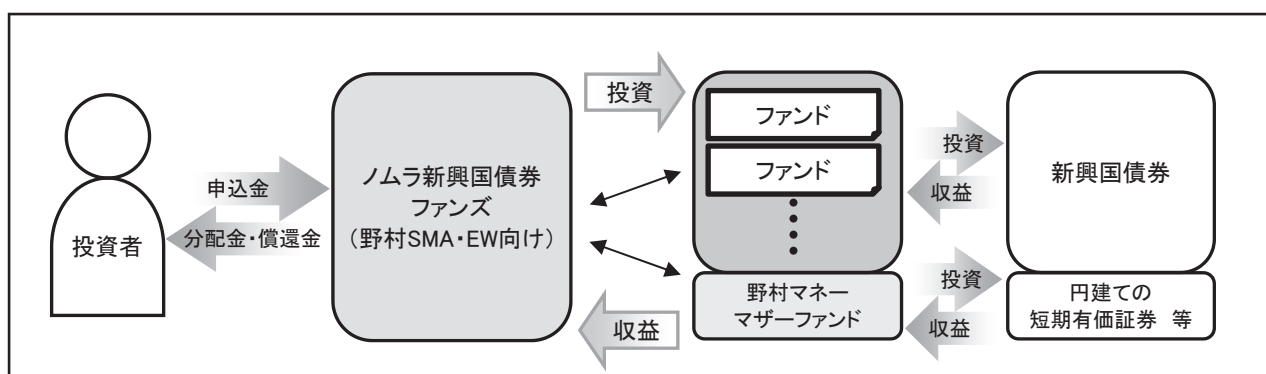 投資者
申込金
分配金・償還金
ノムラ新興国債券
ファンズ
（野村SMA・EW向け）
投資
収益
ファンド
ファンド
野村マネー
マザーファンド
投資
収益
投資
収益
新興国債券
円建ての
短期有価証券 等